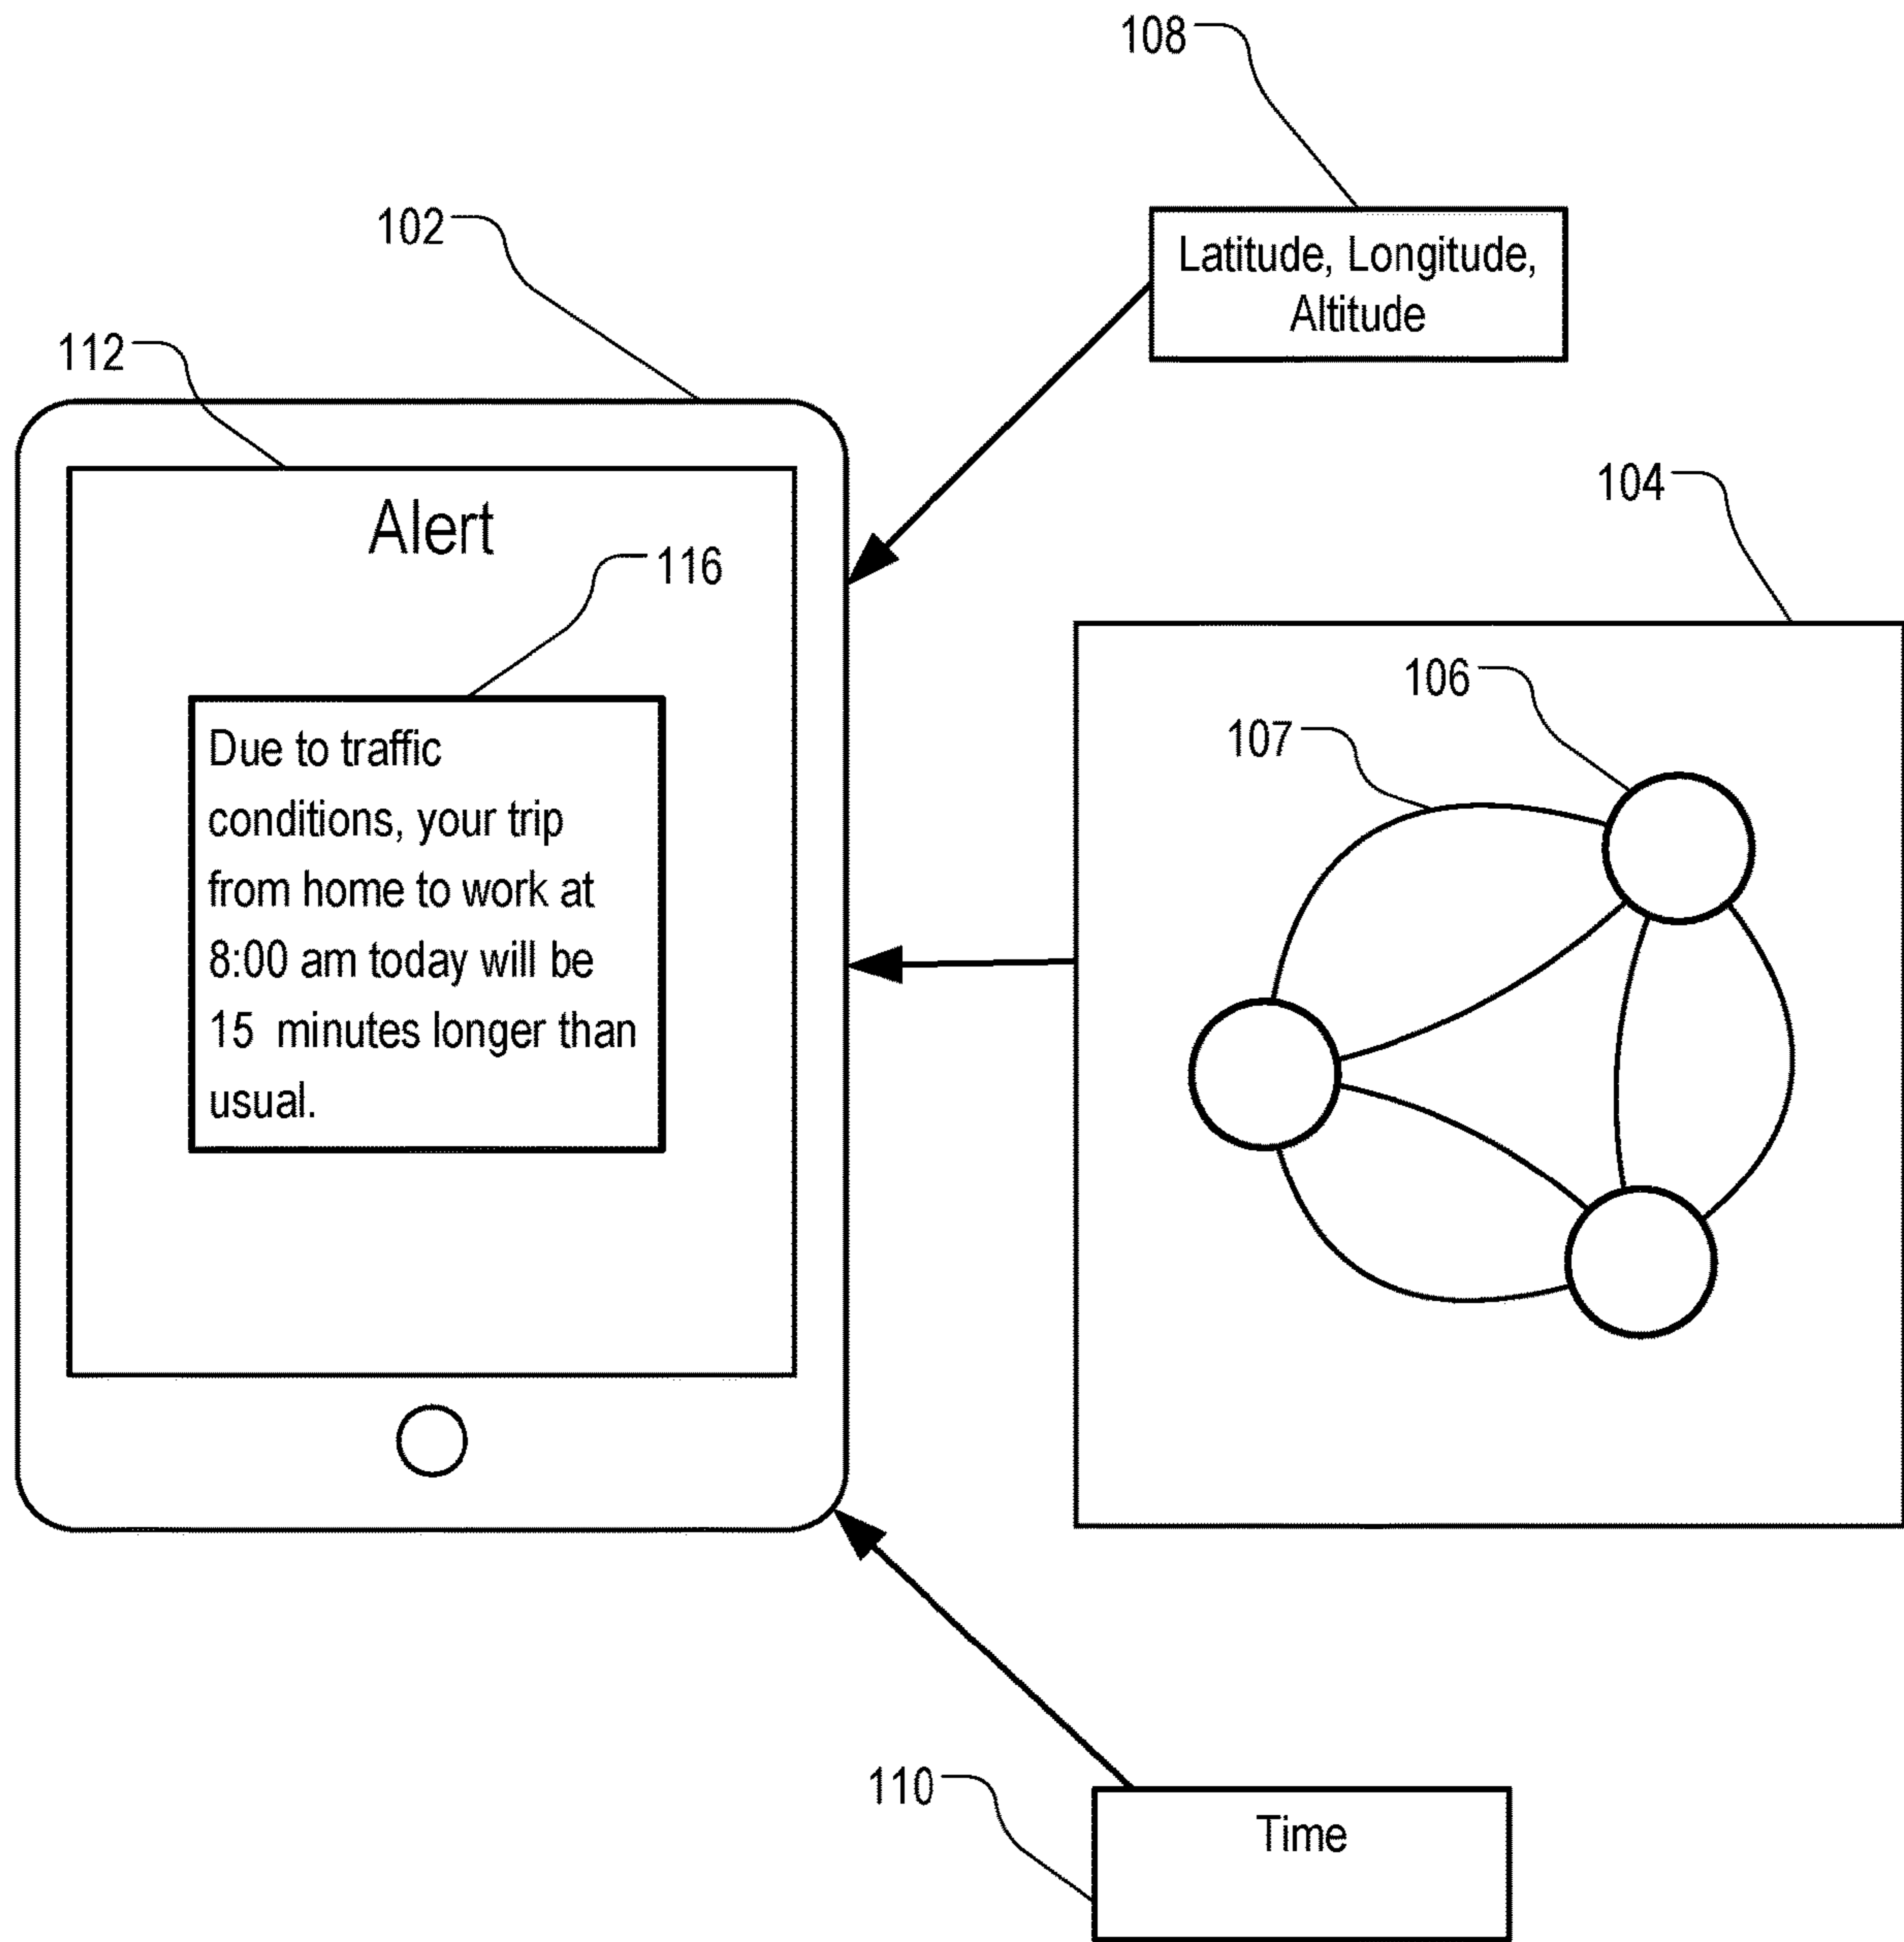 108
102
Latitude, Longitude,
Altitude
112
104
Alert
116
106
107
Due to traffic
conditions, your trip
from home to work at
8:00 am today will be
15  minutes longer than
usual.
110
Time